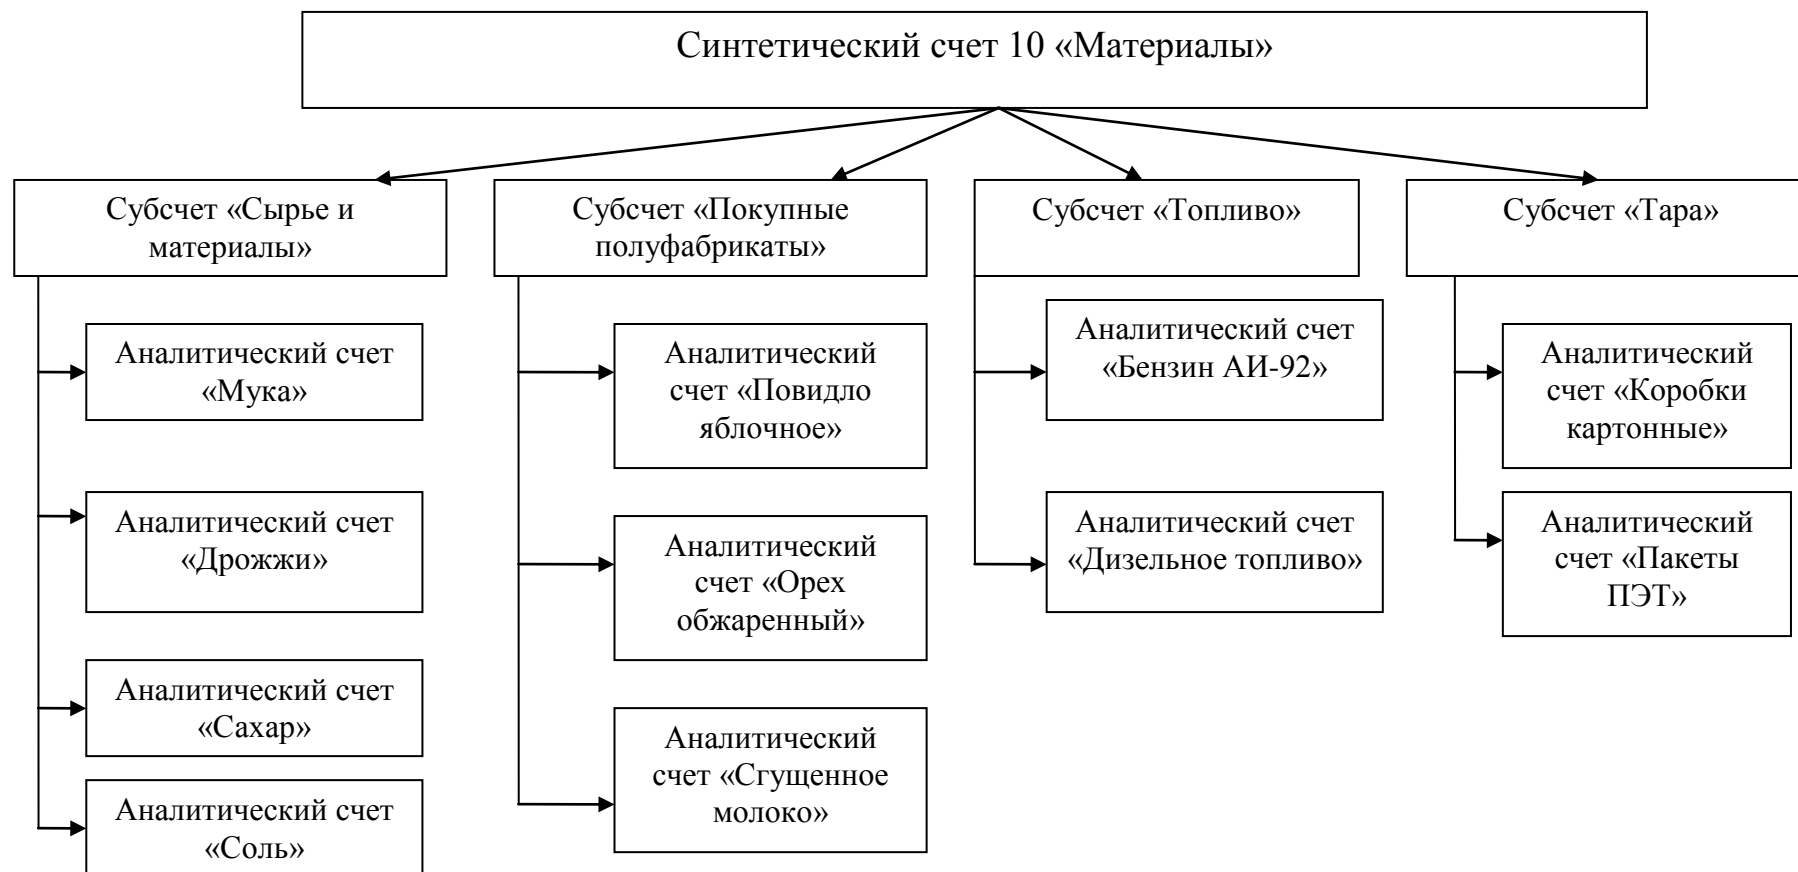 Синтетический счет 10 «Материалы»
Субсчет «Сырье и
материалы»
Субсчет «Покупные
полуфабрикаты»
Субсчет «Топливо»
Субсчет «Тара»
Аналитический счет
«Мука»
Аналитический счет
«Дрожжи»
Аналитический счет
«Сахар»
Аналитический счет
«Соль»
Аналитический
счет «Повидло
яблочное»
Аналитический
счет «Орех
обжаренный»
Аналитический
счет «Сгущенное
молоко»
Аналитический счет
«Бензин АИ-92»
Аналитический счет
«Дизельное топливо»
Аналитический
счет «Коробки
картонные»
Аналитический
счет «Пакеты
ПЭТ»